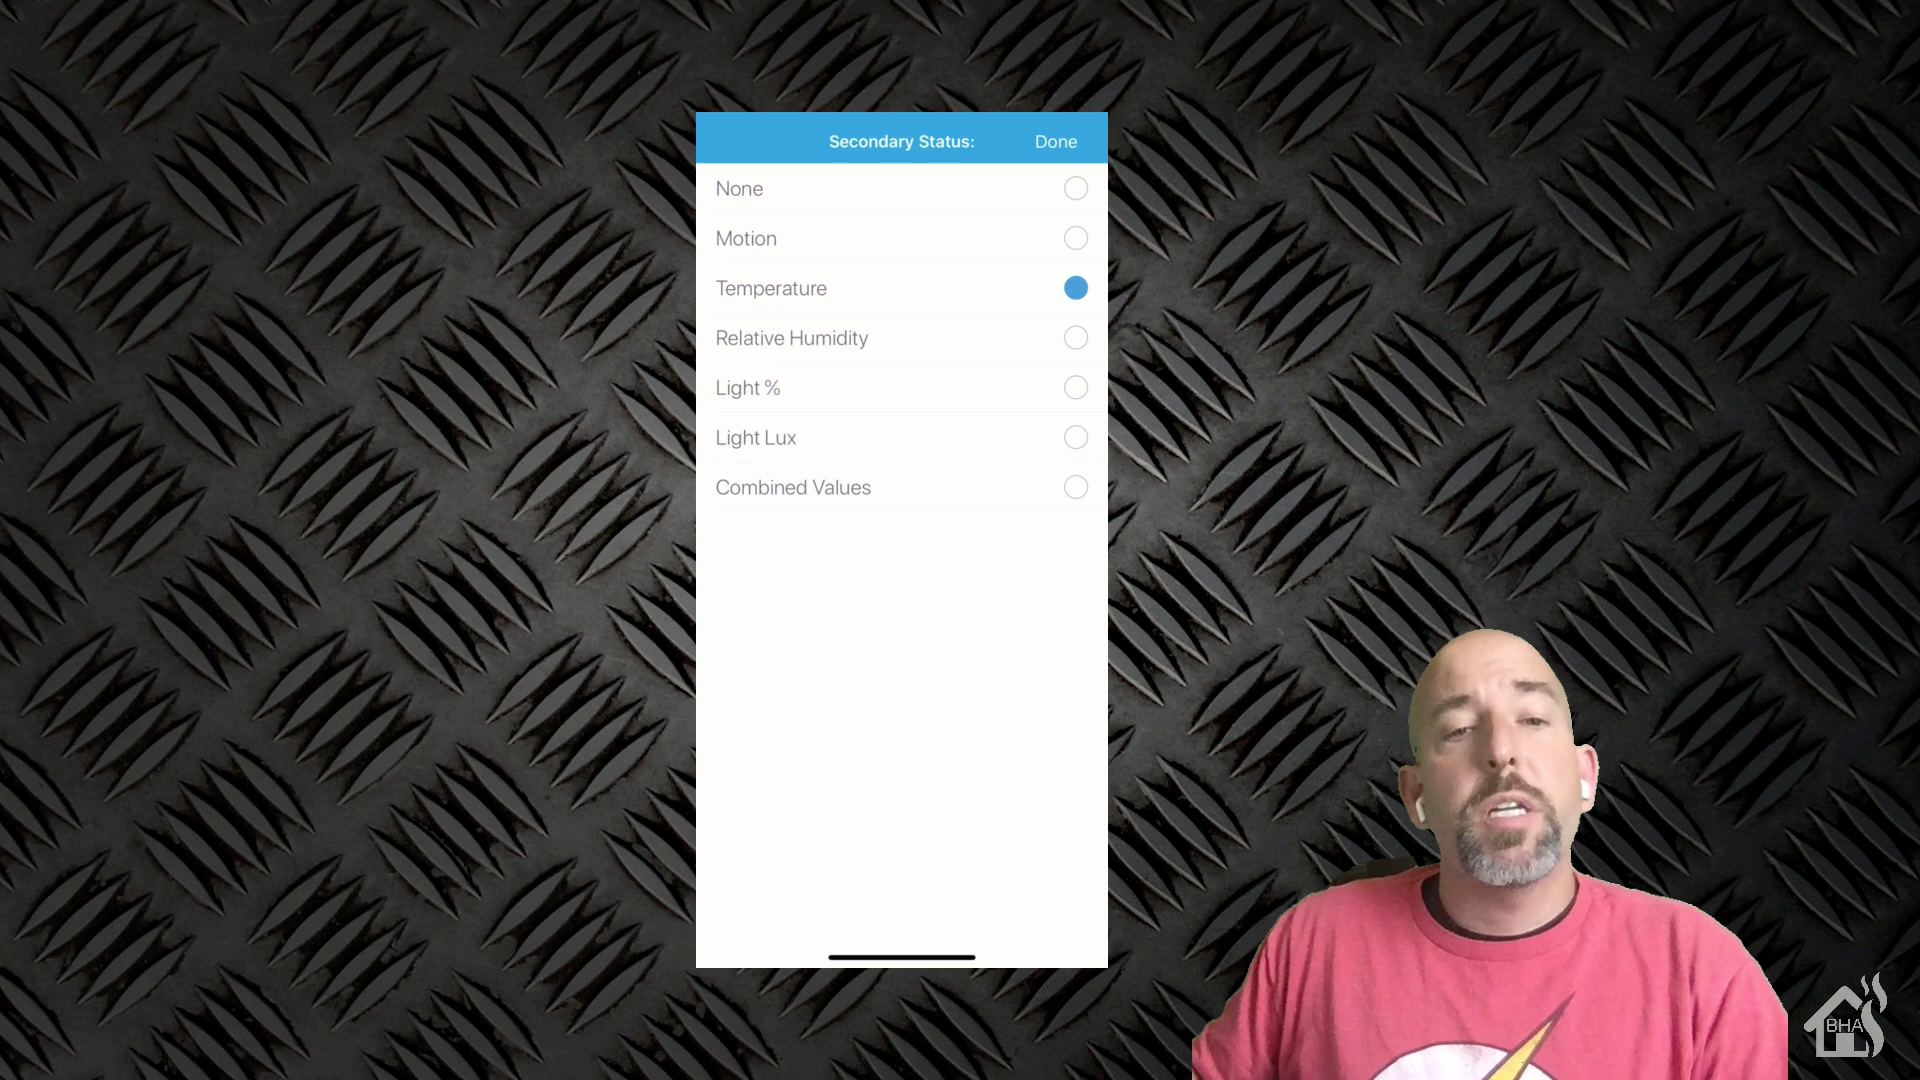 Secondary Status:
Done
None
Motion
Temperature
Relative Humidity
Light %
Light Lux
Combined Values
BHA